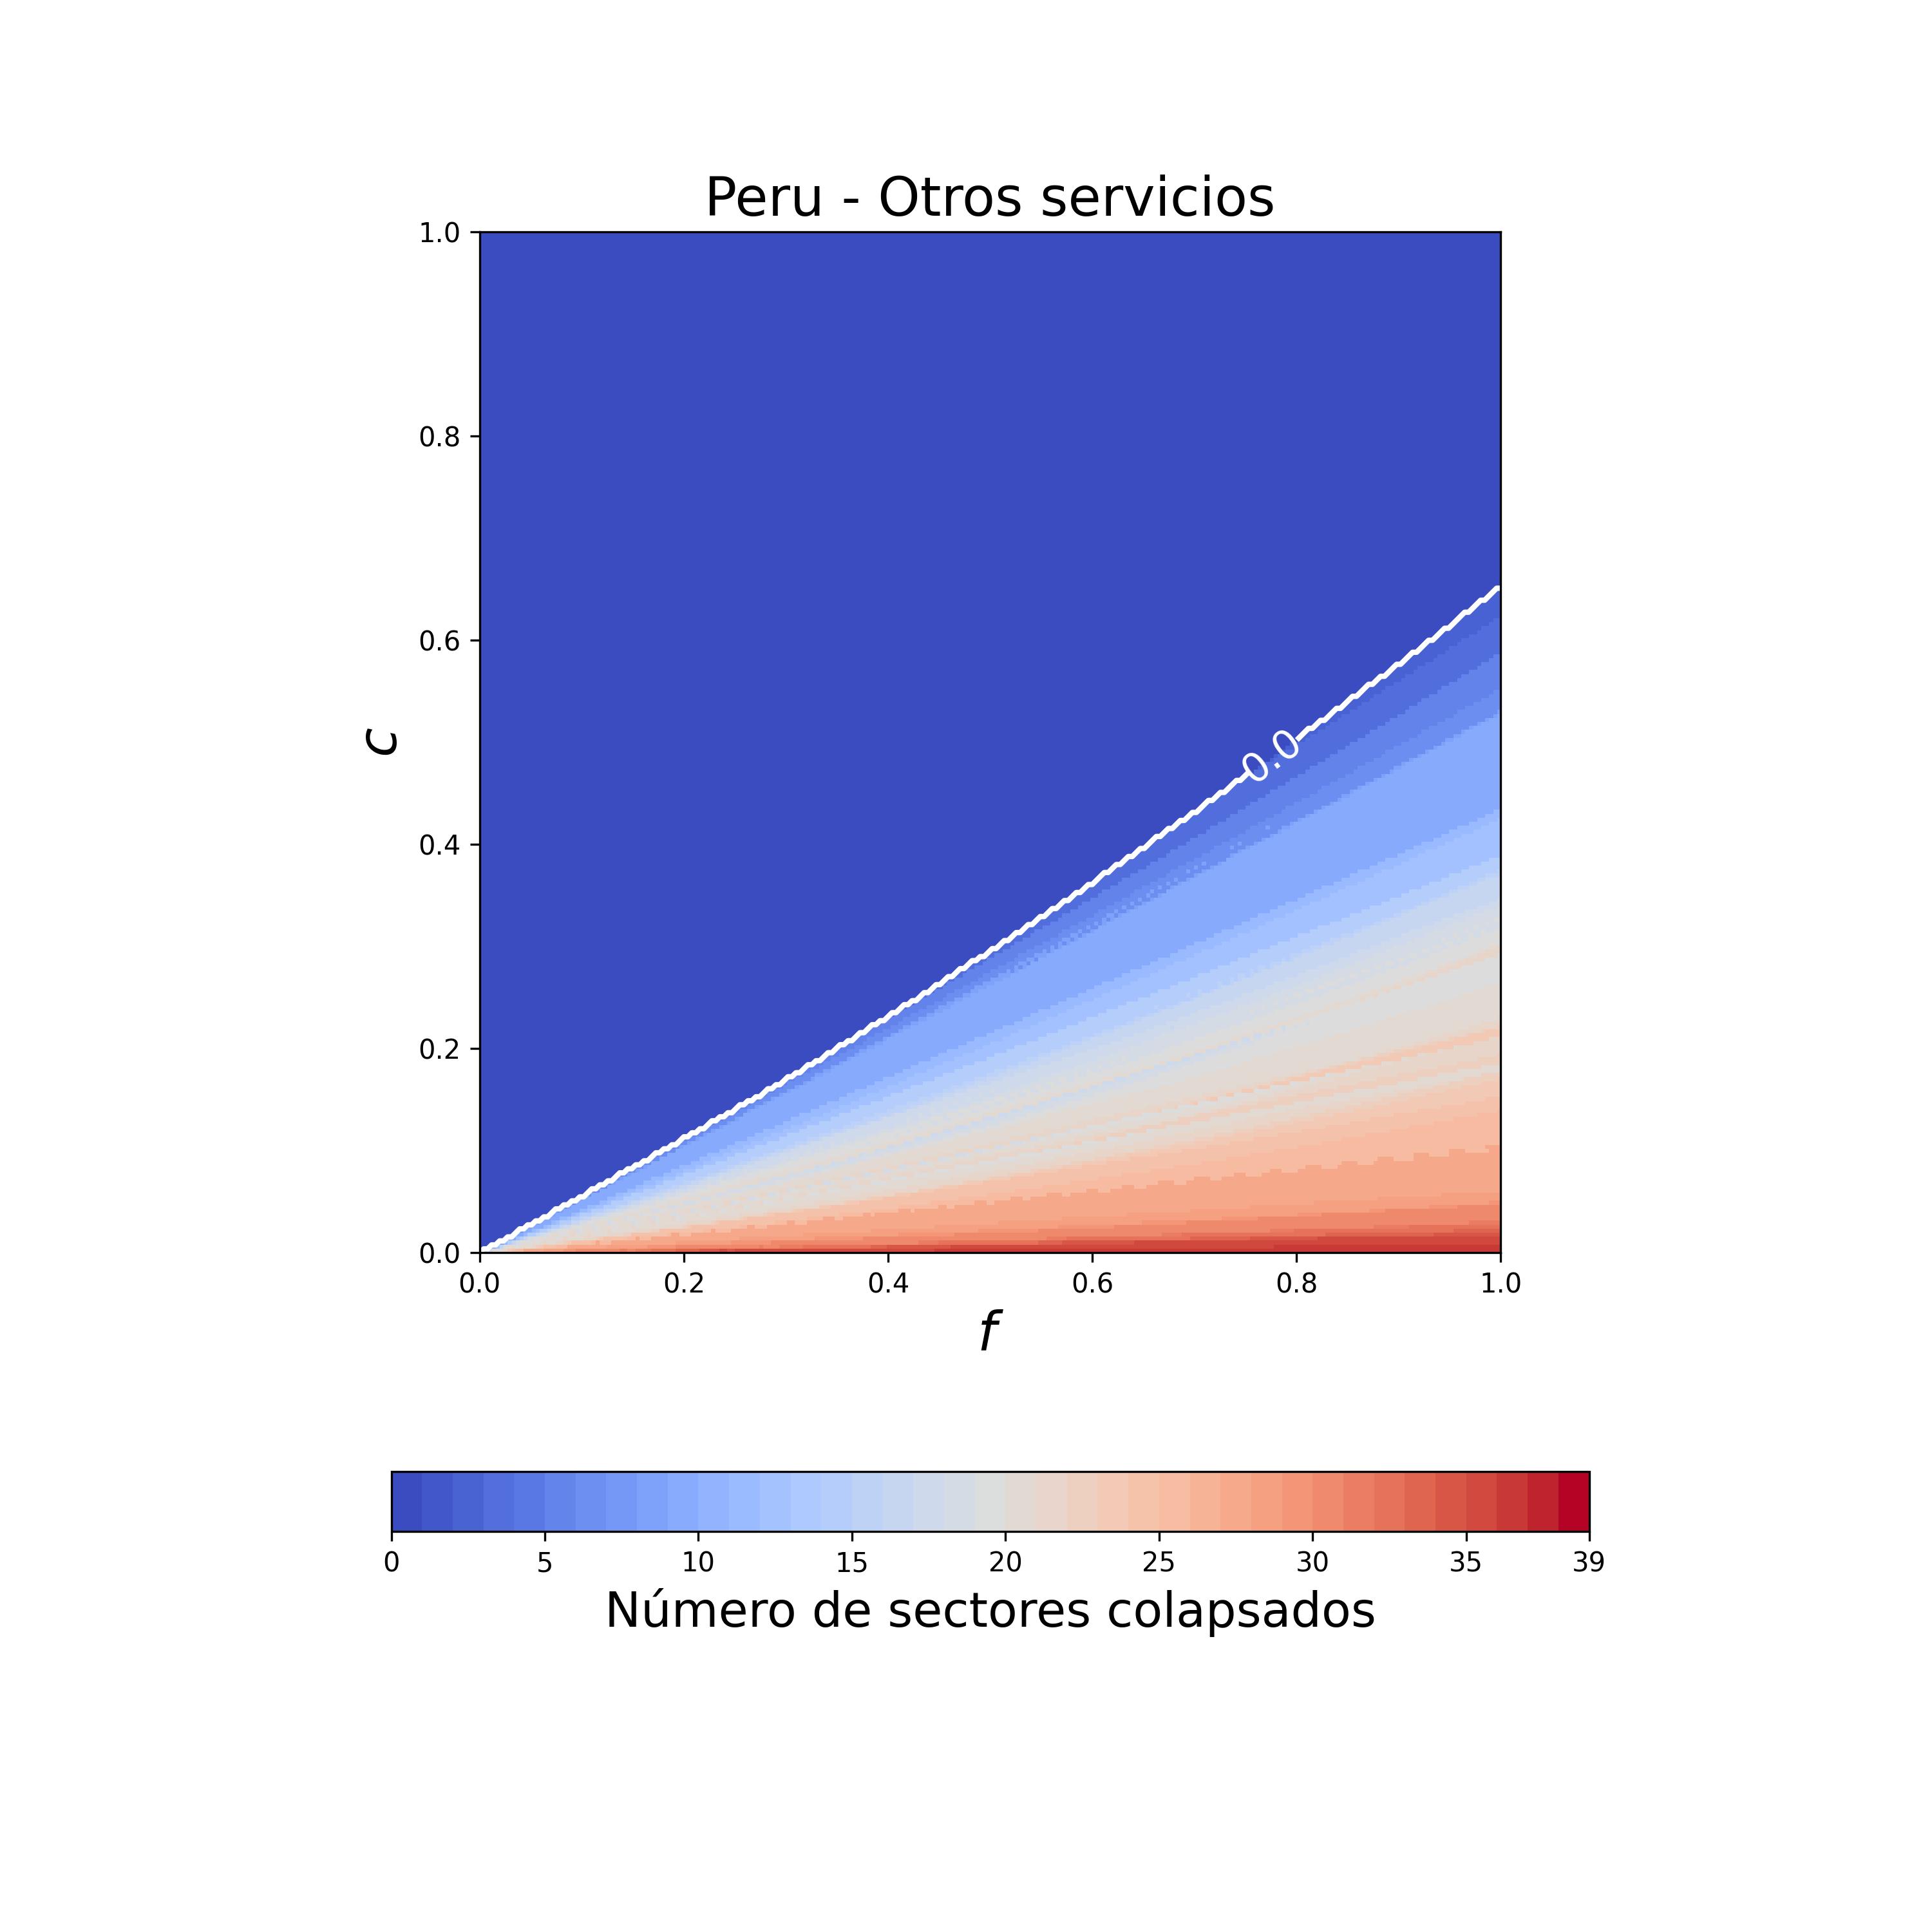 Peru - Otros servicios
1.0
0.8
0.6
0.4
0.2
0.0
c
0.0
0.0 0.2 0.4 0.6 0.8 1.0
f
0 5 10 15 20 25 30 35 39
Número de sectores colapsados